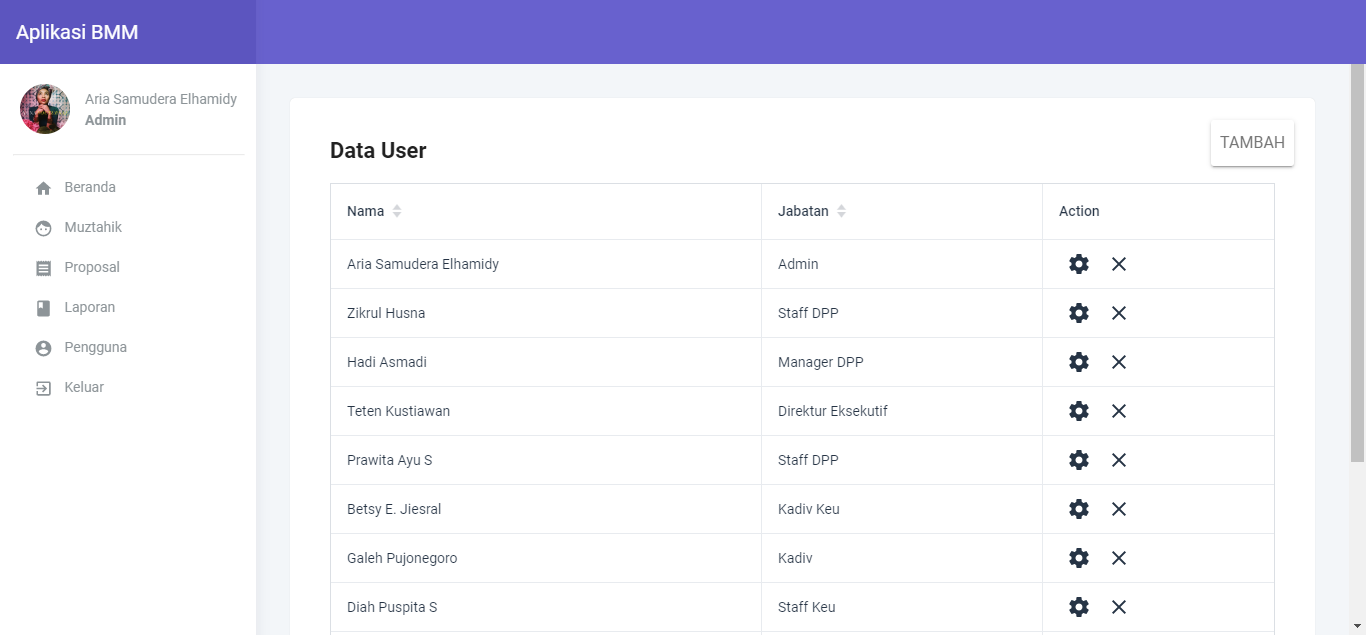 Aplikasi BMM
Aria Samudera Elhamidy
Admin
Beranda
Muztahik
Proposal
Laporan
Pengguna
Keluar
Data User
TAMBAH
Nama Jabatan Action
Aria Samudera Elhamidy Admin
Zikrul Husna Staff DPP
Hadi Asmadi Manager DPP
Teten Kustiawan Direktur Eksekutif
Prawita Ayu S Staff DPP
Betsy E. Jiesral Kadiv Keu
Galeh Pujonegoro Kadiv
Diah Puspita S Staff Keu